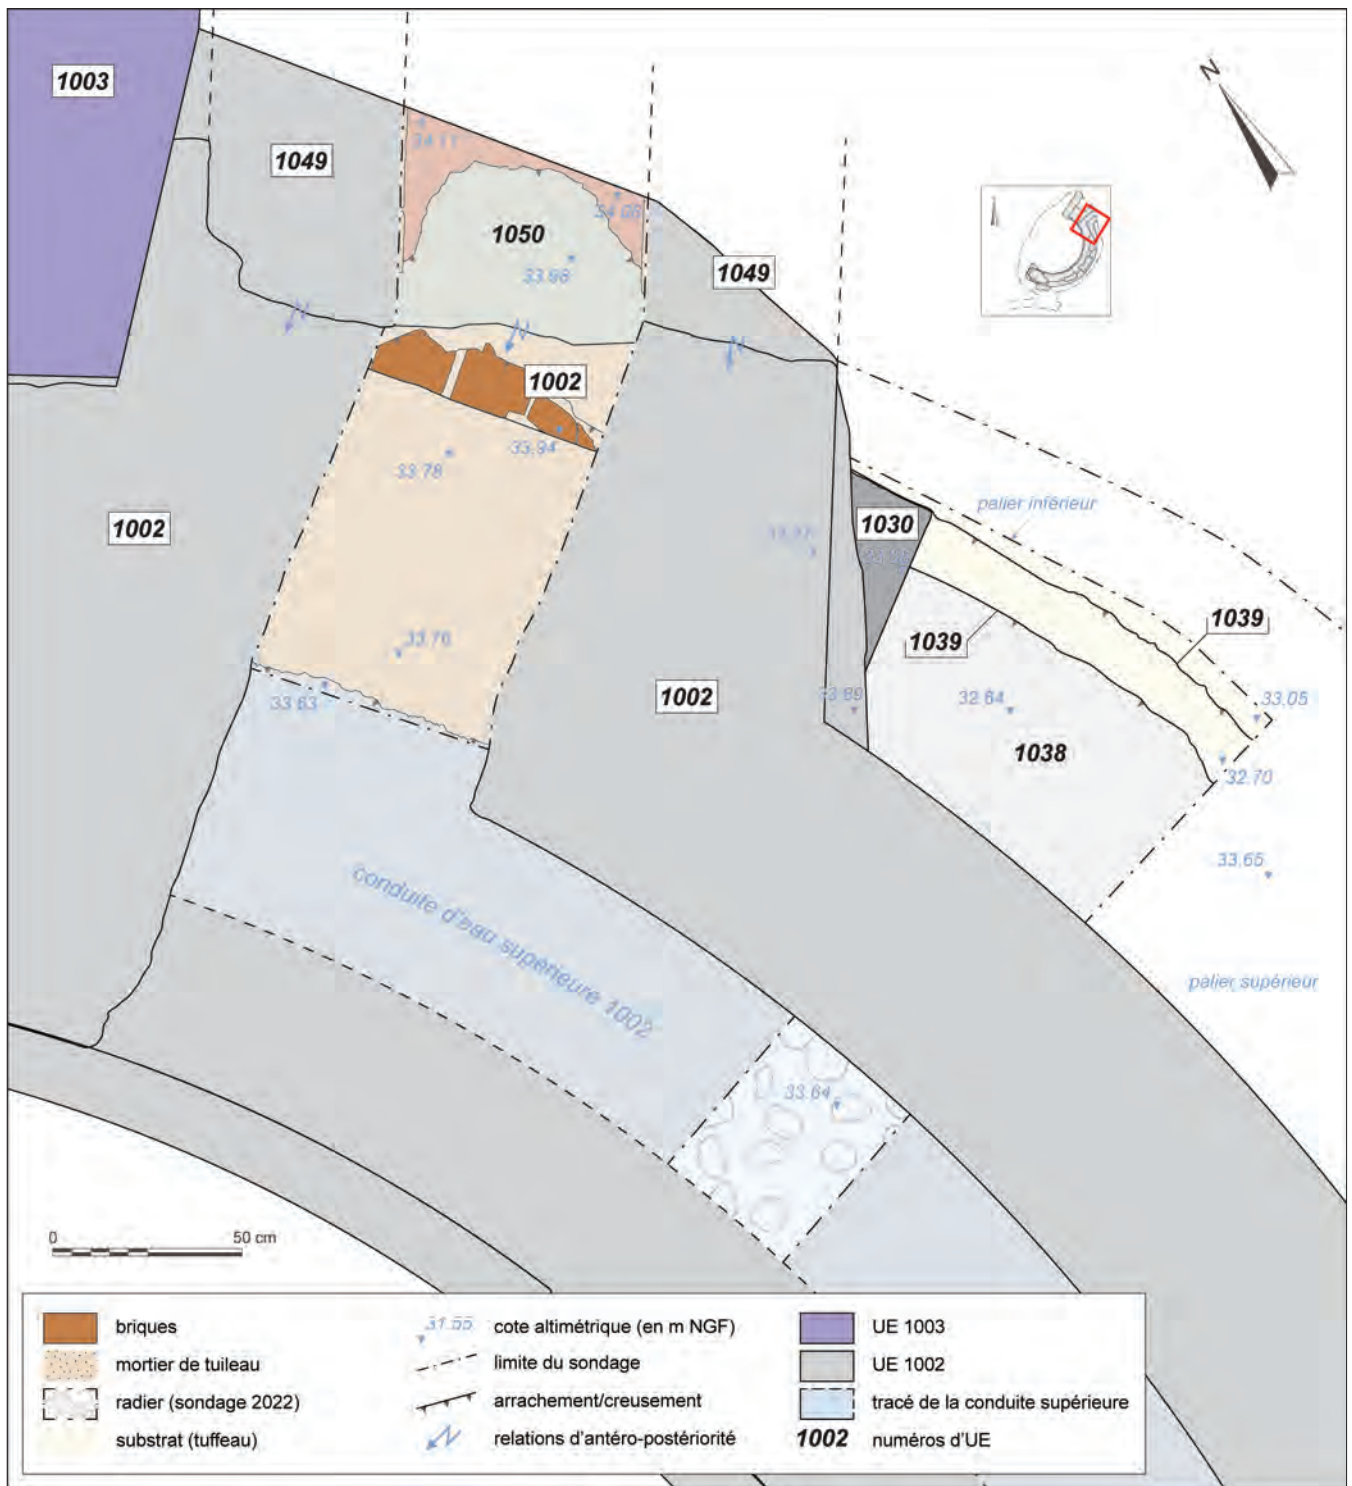 1003
N
1049
34.11
34.06
1050
33.98
1049
1002
33.94
33.78
1002
1030
palier inférieur
1039
1039
33.76
33.63
1002
33.89
32.64
33.05
1038
32.70
33.65
conduite d'eau supérieure 1002
palier supérieur
33.64
0 50 cm
briques
mortier de tuileau
radier (sondage 2022)
substrat (tuffeau)
31.55 cote altimétrique (en m NGF)
limite du sondage
arrachement/creusement
relations d'antéro-postériorité
UE 1003
UE 1002
tracé de la conduite supérieure
1002 numéros d'UE